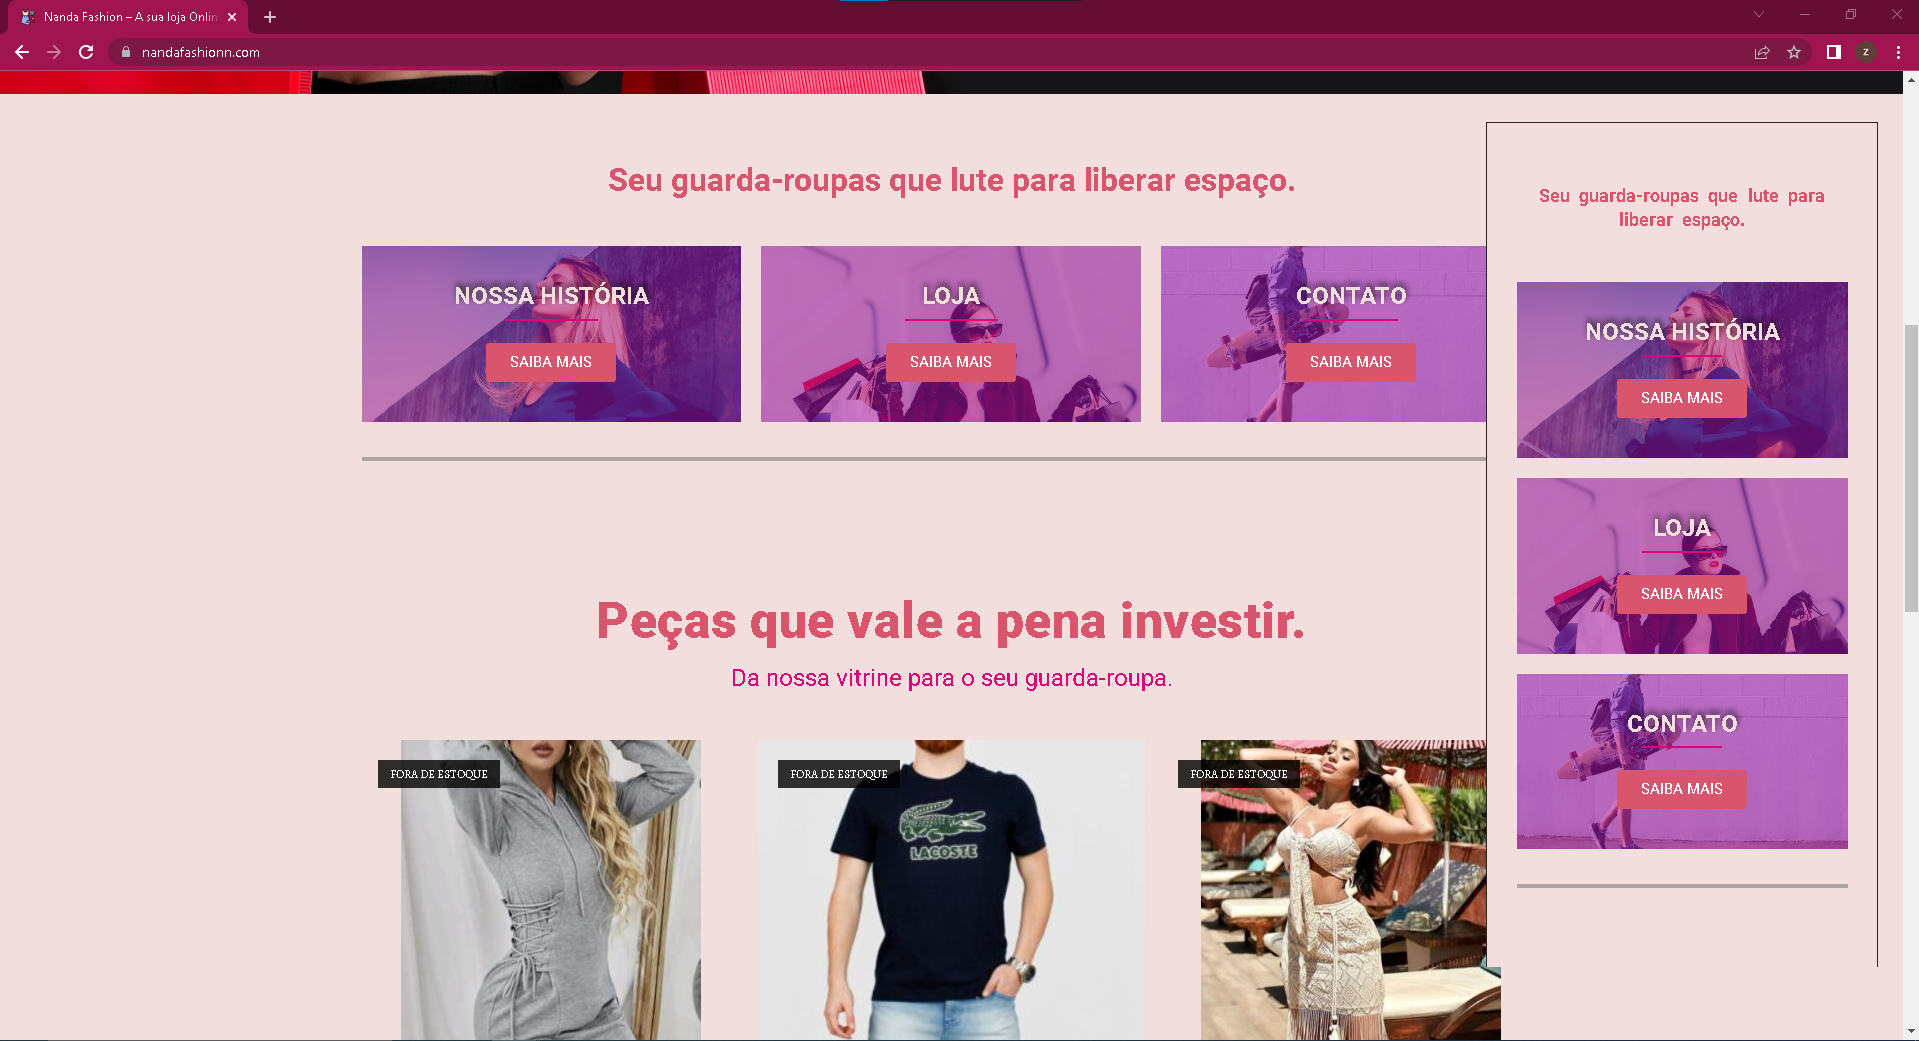 Nanda Fashion – A sua loja Onlin
nandafashionn.com
Z
Seu guarda-roupas que lute para liberar espaço.
NOSSA HISTÓRIA
SAIBA MAIS
LOJA
SAIBA MAIS
CONTATO
SAIBA MAIS
Peças que vale a pena investir.
Da nossa vitrine para o seu guarda-roupa.
FORA DE ESTOQUE
FORA DE ESTOQUE
LACOSTE
FORA DE ESTOQUE
Seu guarda-roupas que lute para
liberar espaço.
NOSSA HISTÓRIA
SAIBA MAIS
LOJA
SAIBA MAIS
CONTATO
SAIBA MAIS